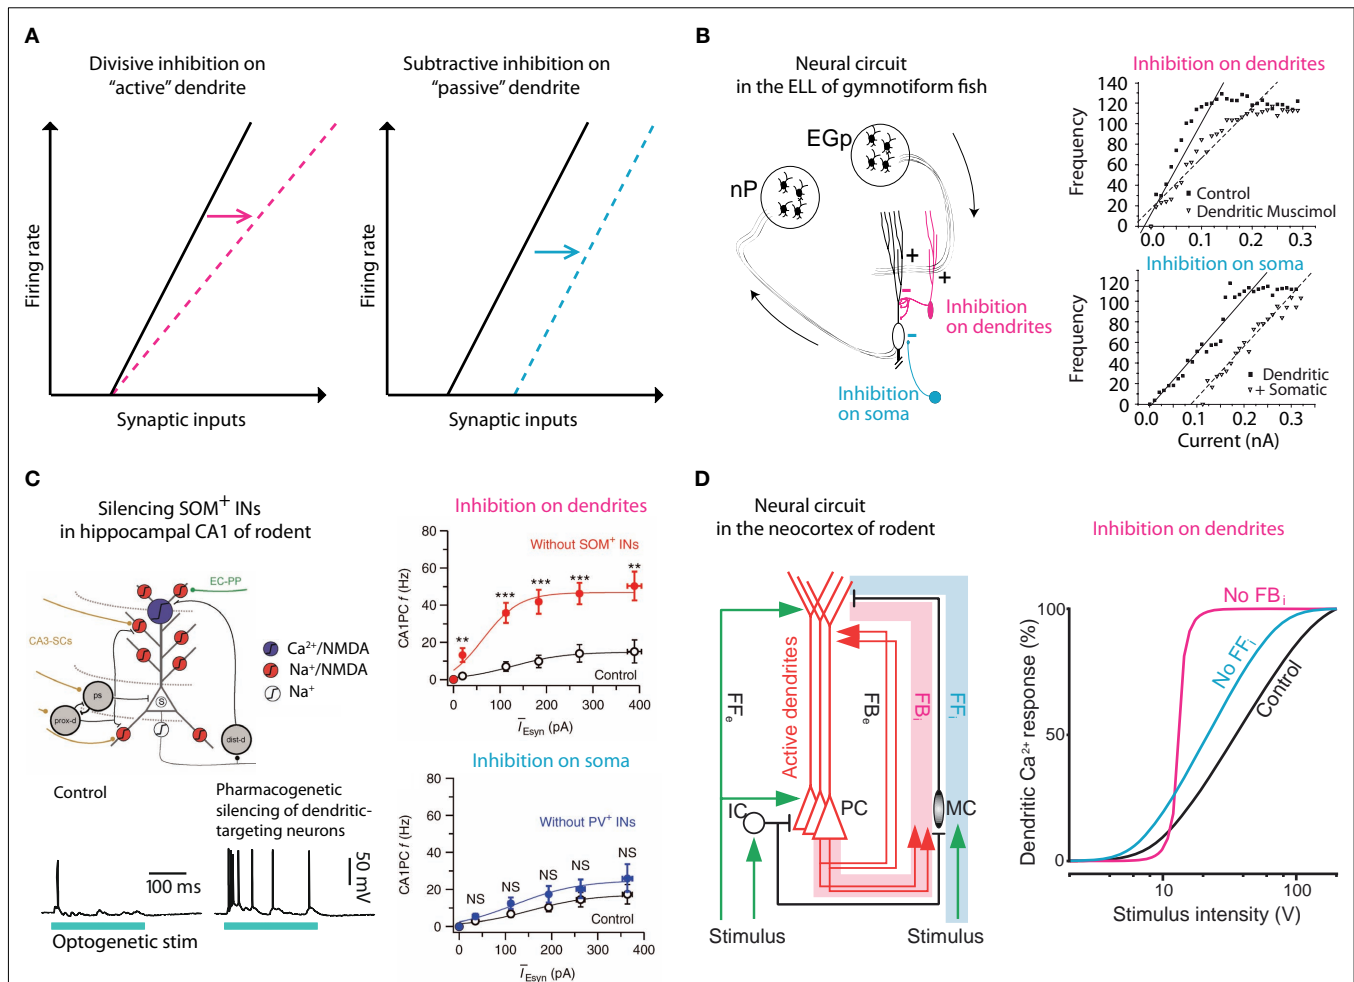 A
Divisive inhibition on
"active" dendrite
Firing rate
Synaptic inputs
Subtractive inhibition on
"passive" dendrite
Firing rate
Synaptic inputs
B
Neural circuit
in the ELL of gymnotiform fish
EGp
nP
+
+
-
-
Inhibition
on dendrites
Inhibition
on soma
Inhibition on dendrites
Frequency
140
120
100
80
60
40
20
0
Control
Dendritic Muscimol
0.0 0.1 0.2 0.3
Inhibition on soma
Frequency
120
100
80
60
40
20
0
Dendritic
+ Somatic
0.0 0.1 0.2 0.3
Current (nA)
C
Silencing SOM+ INs
in hippocampal CA1 of rodent
EC-PP
CA3-SCs
ps
prox-d
S
dist-d
Ca2+/NMDA
Na+/NMDA
Na+
Control
Pharmacogenetic
silencing of dendritic-
targeting neurons
100 ms
50 mV
Optogenetic stim
Inhibition on dendrites
CA1PC f (Hz)
80
60
40
20
0
Without SOM+ INs
** *** *** *** **
Control
0 100 200 300 400
IEsyn (pA)
Inhibition on soma
CA1PC f (Hz)
80
60
40
20
0
Without PV+ INs
NS NS NS NS NS
Control
0 100 200 300 400
IEsyn (pA)
D
Neural circuit
in the neocortex of rodent
FFe
Active dendrites
FBe
FBi
FFi
IC
PC
MC
Stimulus
Stimulus
Inhibition on dendrites
Dendritic Ca2+ response (%)
100
50
0
No FBi
No FFi
Control
10 100
Stimulus intensity (V)